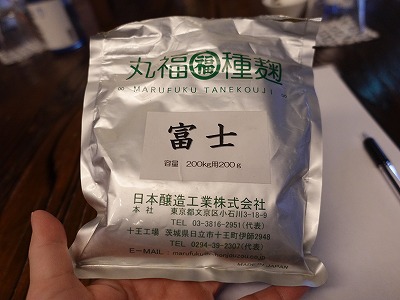 丸福 福 種麹
MARUFUKU TANEKOUJI
富士
容量 200kg用200g
日本醸造工業株式会社
本社 東京都文京区小石川3-18-9
TEL 03-3816-2951(代表)
十王工場 茨城県日立市十王町伊師2948
TEL 0294-39-2307(代表)
E-MAIL
MADE IN JAPAN